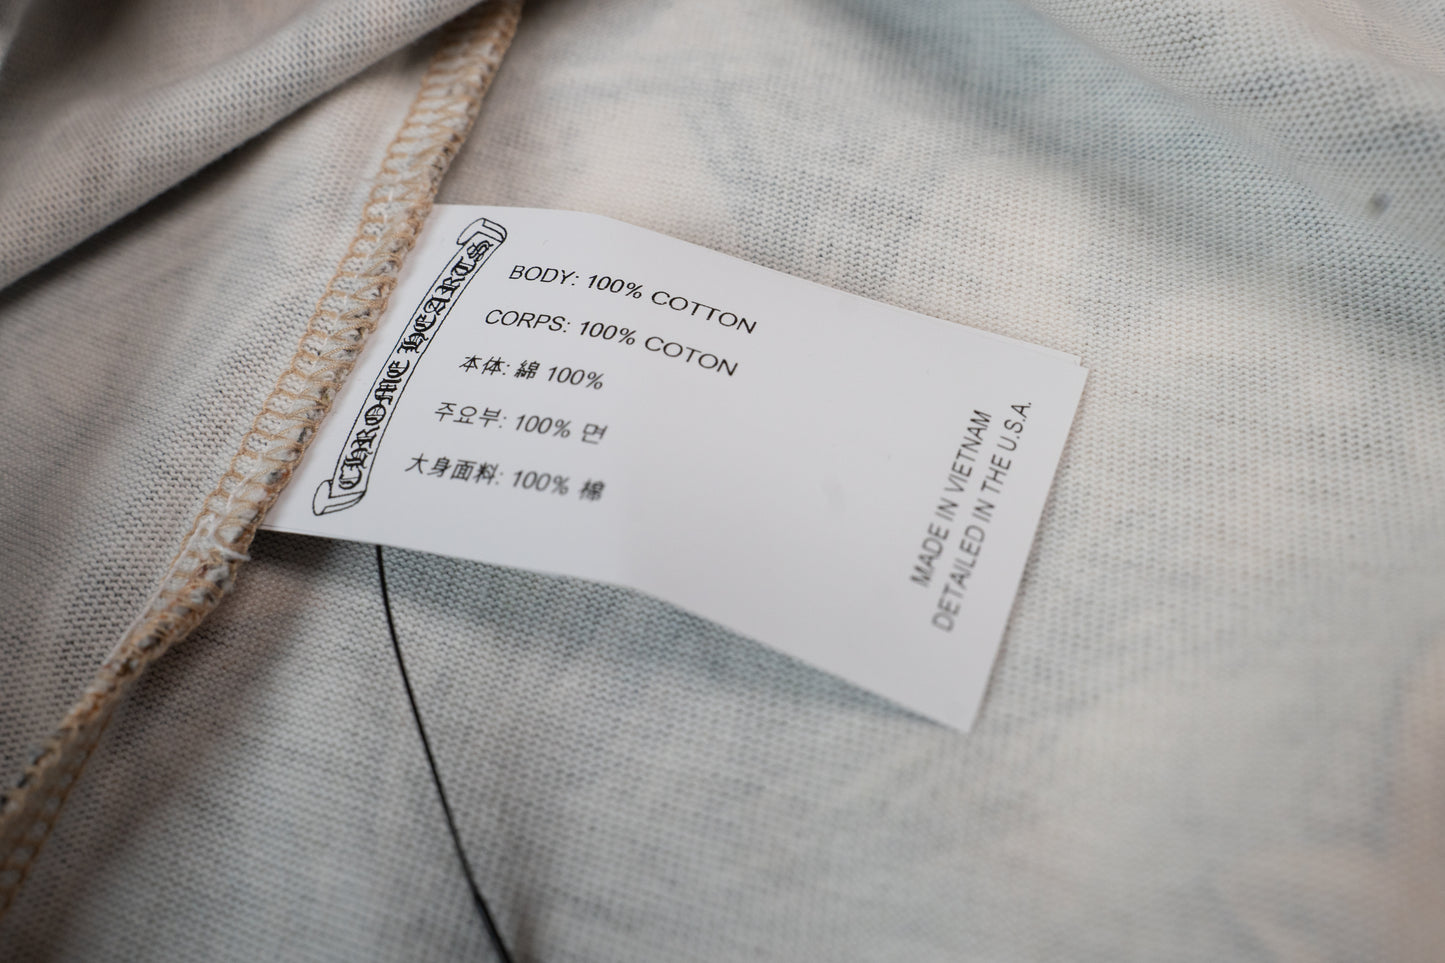 CHROME HEARTS
BODY: 100% COTTON
CORPS: 100% COTON
本体: 綿 100%
주요부: 100% 면
大身面料: 100% 棉
MADE IN VIETNAM
DETAILED IN THE U.S.A.